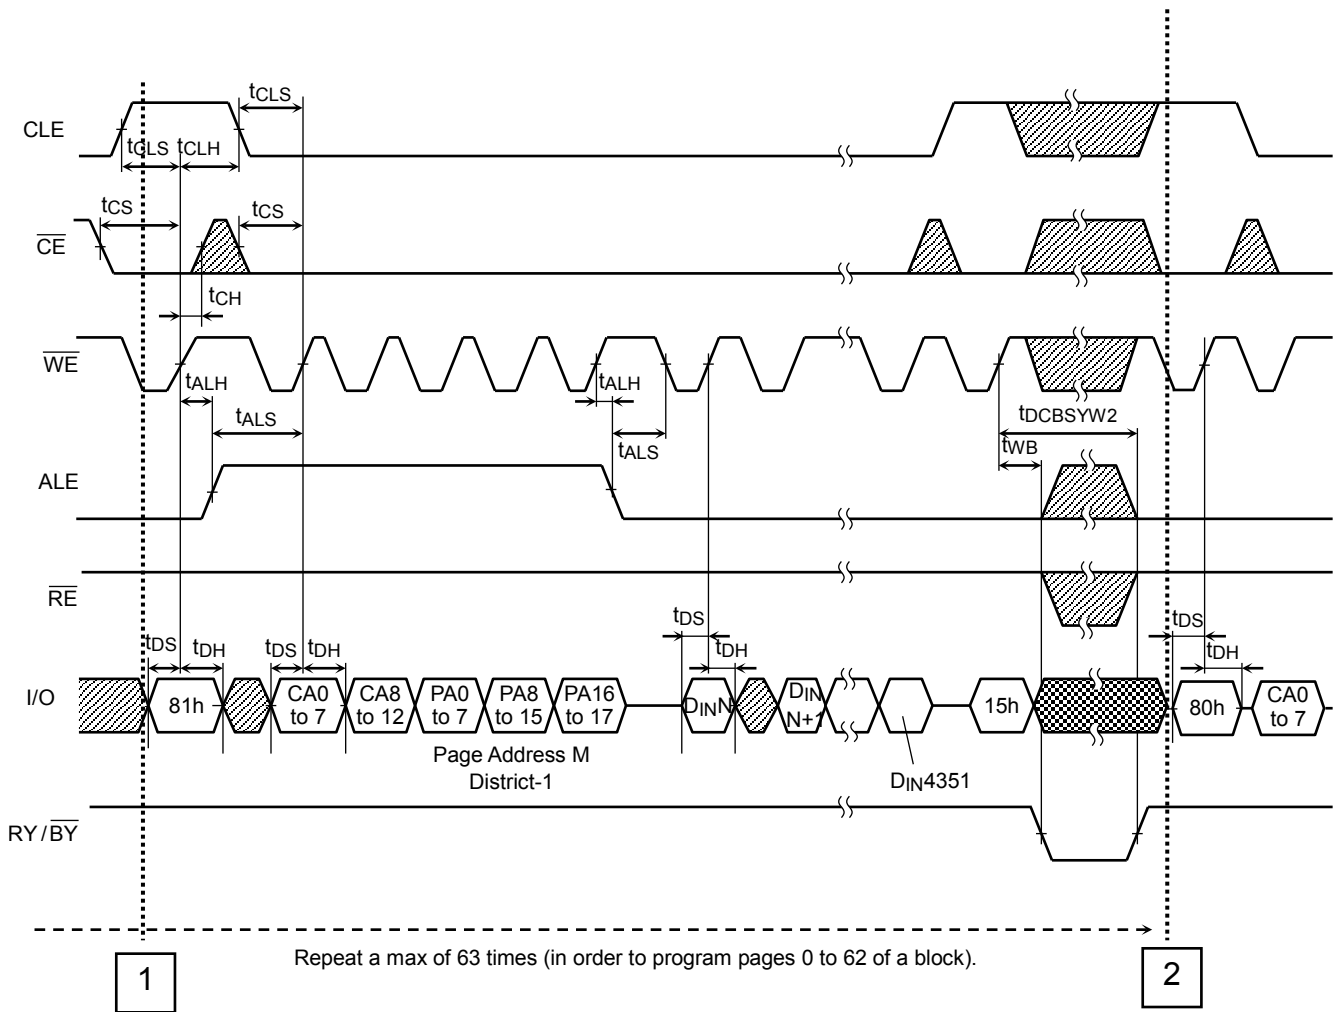 tCLS
CLE
tCLS tCLH
tCS tCS
CE
tCH
WE
tALH tALH
tALS tDCBSYW2
tALS tWB
ALE
RE
tDS tDH tDS tDH tDS tDH tDS tDH
I/O 81h CA0 to 7 CA8 to 12 PA0 to 7 PA8 to 15 PA16 to 17 DINN DIN N+1 15h 80h CA0 to 7
Page Address M
District-1
DIN4351
RY/BY
Repeat a max of 63 times (in order to program pages 0 to 62 of a block).
1 2